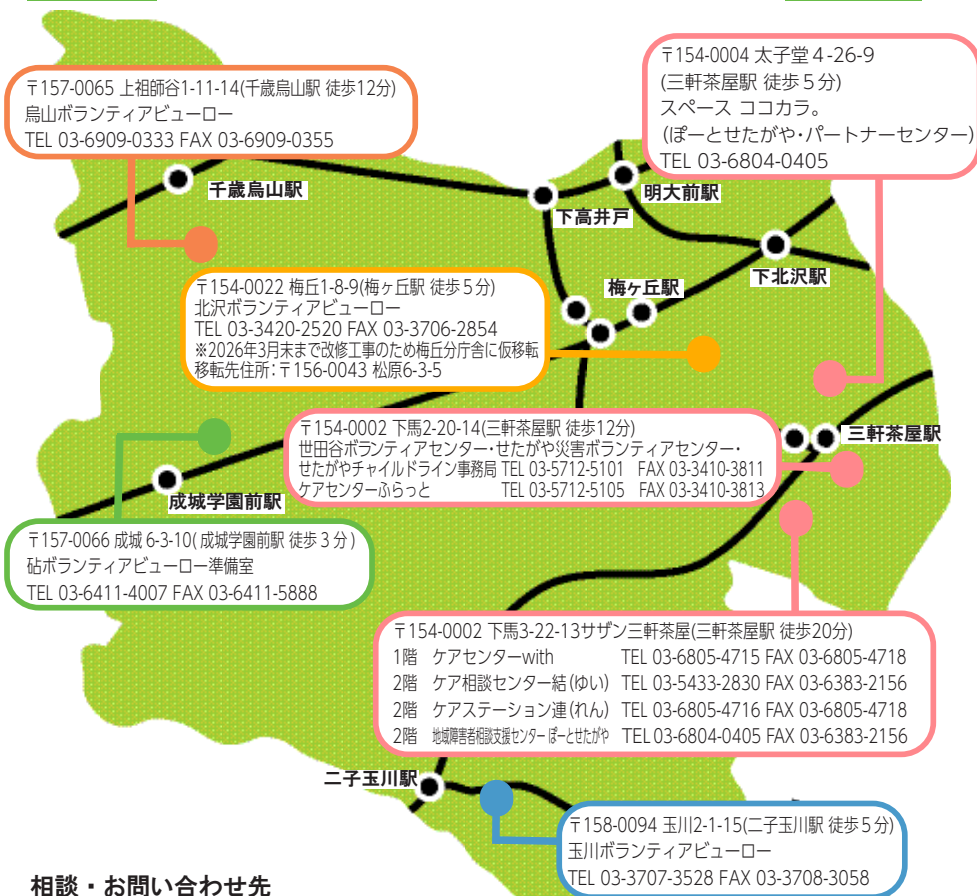 〒157-0065 上祖師谷1-11-14(千歳烏山駅 徒歩12分)
烏山ボランティアビューロー
TEL 03-6909-0333 FAX 03-6909-0355
〒154-0004 太子堂4-26-9
(三軒茶屋駅 徒歩5分)
スペース ココカラ。
(ぽーとせたがや・パートナーセンター)
TEL 03-6804-0405
千歳烏山駅
明大前駅
下高井戸
下北沢駅
梅ヶ丘駅
〒154-0022 梅丘1-8-9(梅ヶ丘駅 徒歩5分)
北沢ボランティアビューロー
TEL 03-3420-2520 FAX 03-3706-2854
※2026年3月末まで改修工事のため梅丘分庁舎に仮移転
移転先住所:〒156-0043 松原6-3-5
〒154-0002 下馬2-20-14(三軒茶屋駅 徒歩12分)
世田谷ボランティアセンター・せたがや災害ボランティアセンター・
せたがやチャイルドライン事務局 TEL 03-5712-5101 FAX 03-3410-3811
ケアセンターふらっと TEL 03-5712-5105 FAX 03-3410-3813
三軒茶屋駅
成城学園前駅
〒157-0066 成城 6-3-10(成城学園前駅 徒歩3分)
砧ボランティアビューロー準備室
TEL 03-6411-4007 FAX 03-6411-5888
〒154-0002 下馬3-22-13サザン三軒茶屋(三軒茶屋駅 徒歩20分)
1階 ケアセンターwith TEL 03-6805-4715 FAX 03-6805-4718
2階 ケア相談センター結(ゆい) TEL 03-5433-2830 FAX 03-6383-2156
2階 ケアステーション連(れん) TEL 03-6805-4716 FAX 03-6805-4718
2階 地域障害者相談支援センター ぽーとせたがや TEL 03-6804-0405 FAX 03-6383-2156
二子玉川駅
〒158-0094 玉川2-1-15(二子玉川駅 徒歩5分)
玉川ボランティアビューロー
TEL 03-3707-3528 FAX 03-3708-3058
相談・お問い合わせ先